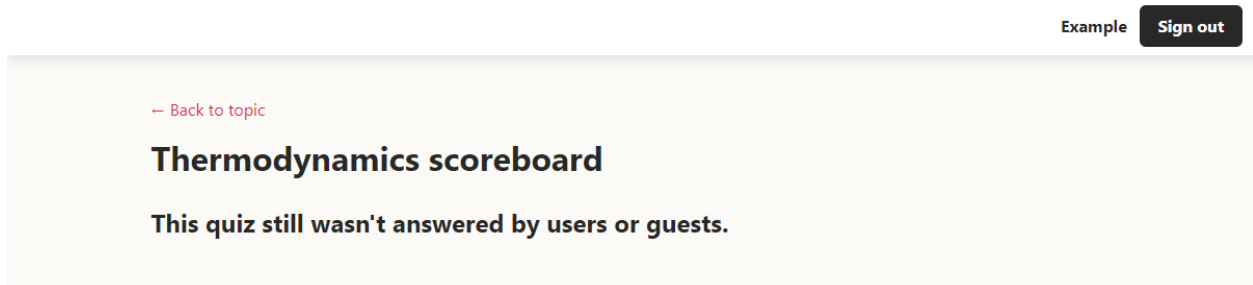 Example Sign out
← Back to topic
Thermodynamics scoreboard
This quiz still wasn't answered by users or guests.